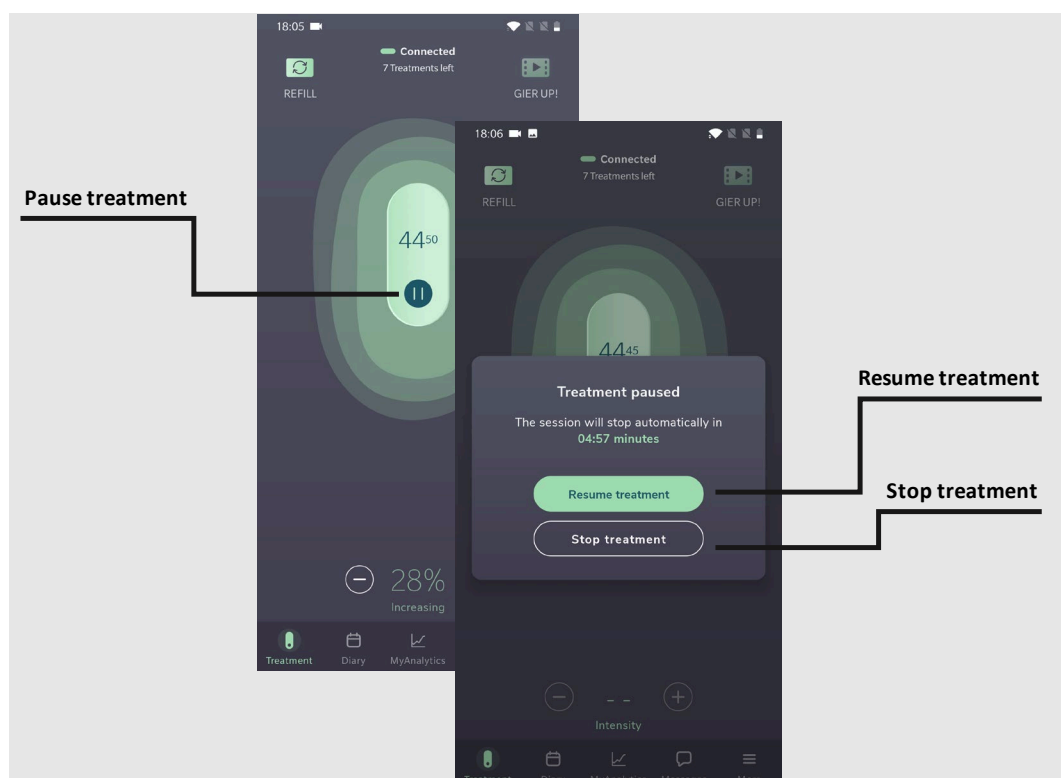 18:05
Connected
7 Treatments left
REFILL
GIER UP!
Pause treatment
44 50
28%
Increasing
Treatment
Diary
MyAnalytics
18:06
Connected
7 Treatments left
REFILL
GIER UP!
44 45
Treatment paused
The session will stop automatically in
04:57 minutes
Resume treatment
Stop treatment
-- 
Intensity
Resume treatment
Stop treatment